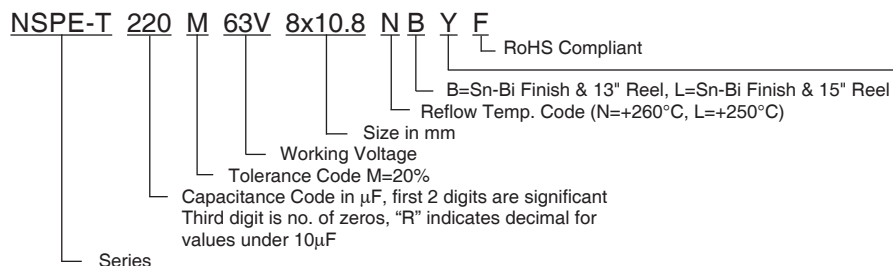 NSPE-T 220 M 63V 8x10.8 N B Y F
RoHS Compliant
B=Sn-Bi Finish & 13" Reel, L=Sn-Bi Finish & 15" Reel
Reflow Temp. Code (N=+260°C, L=+250°C)
Size in mm
Working Voltage
Tolerance Code M=20%
Capacitance Code in μF, first 2 digits are significant
Third digit is no. of zeros, “R” indicates decimal for
values under 10μF
Series